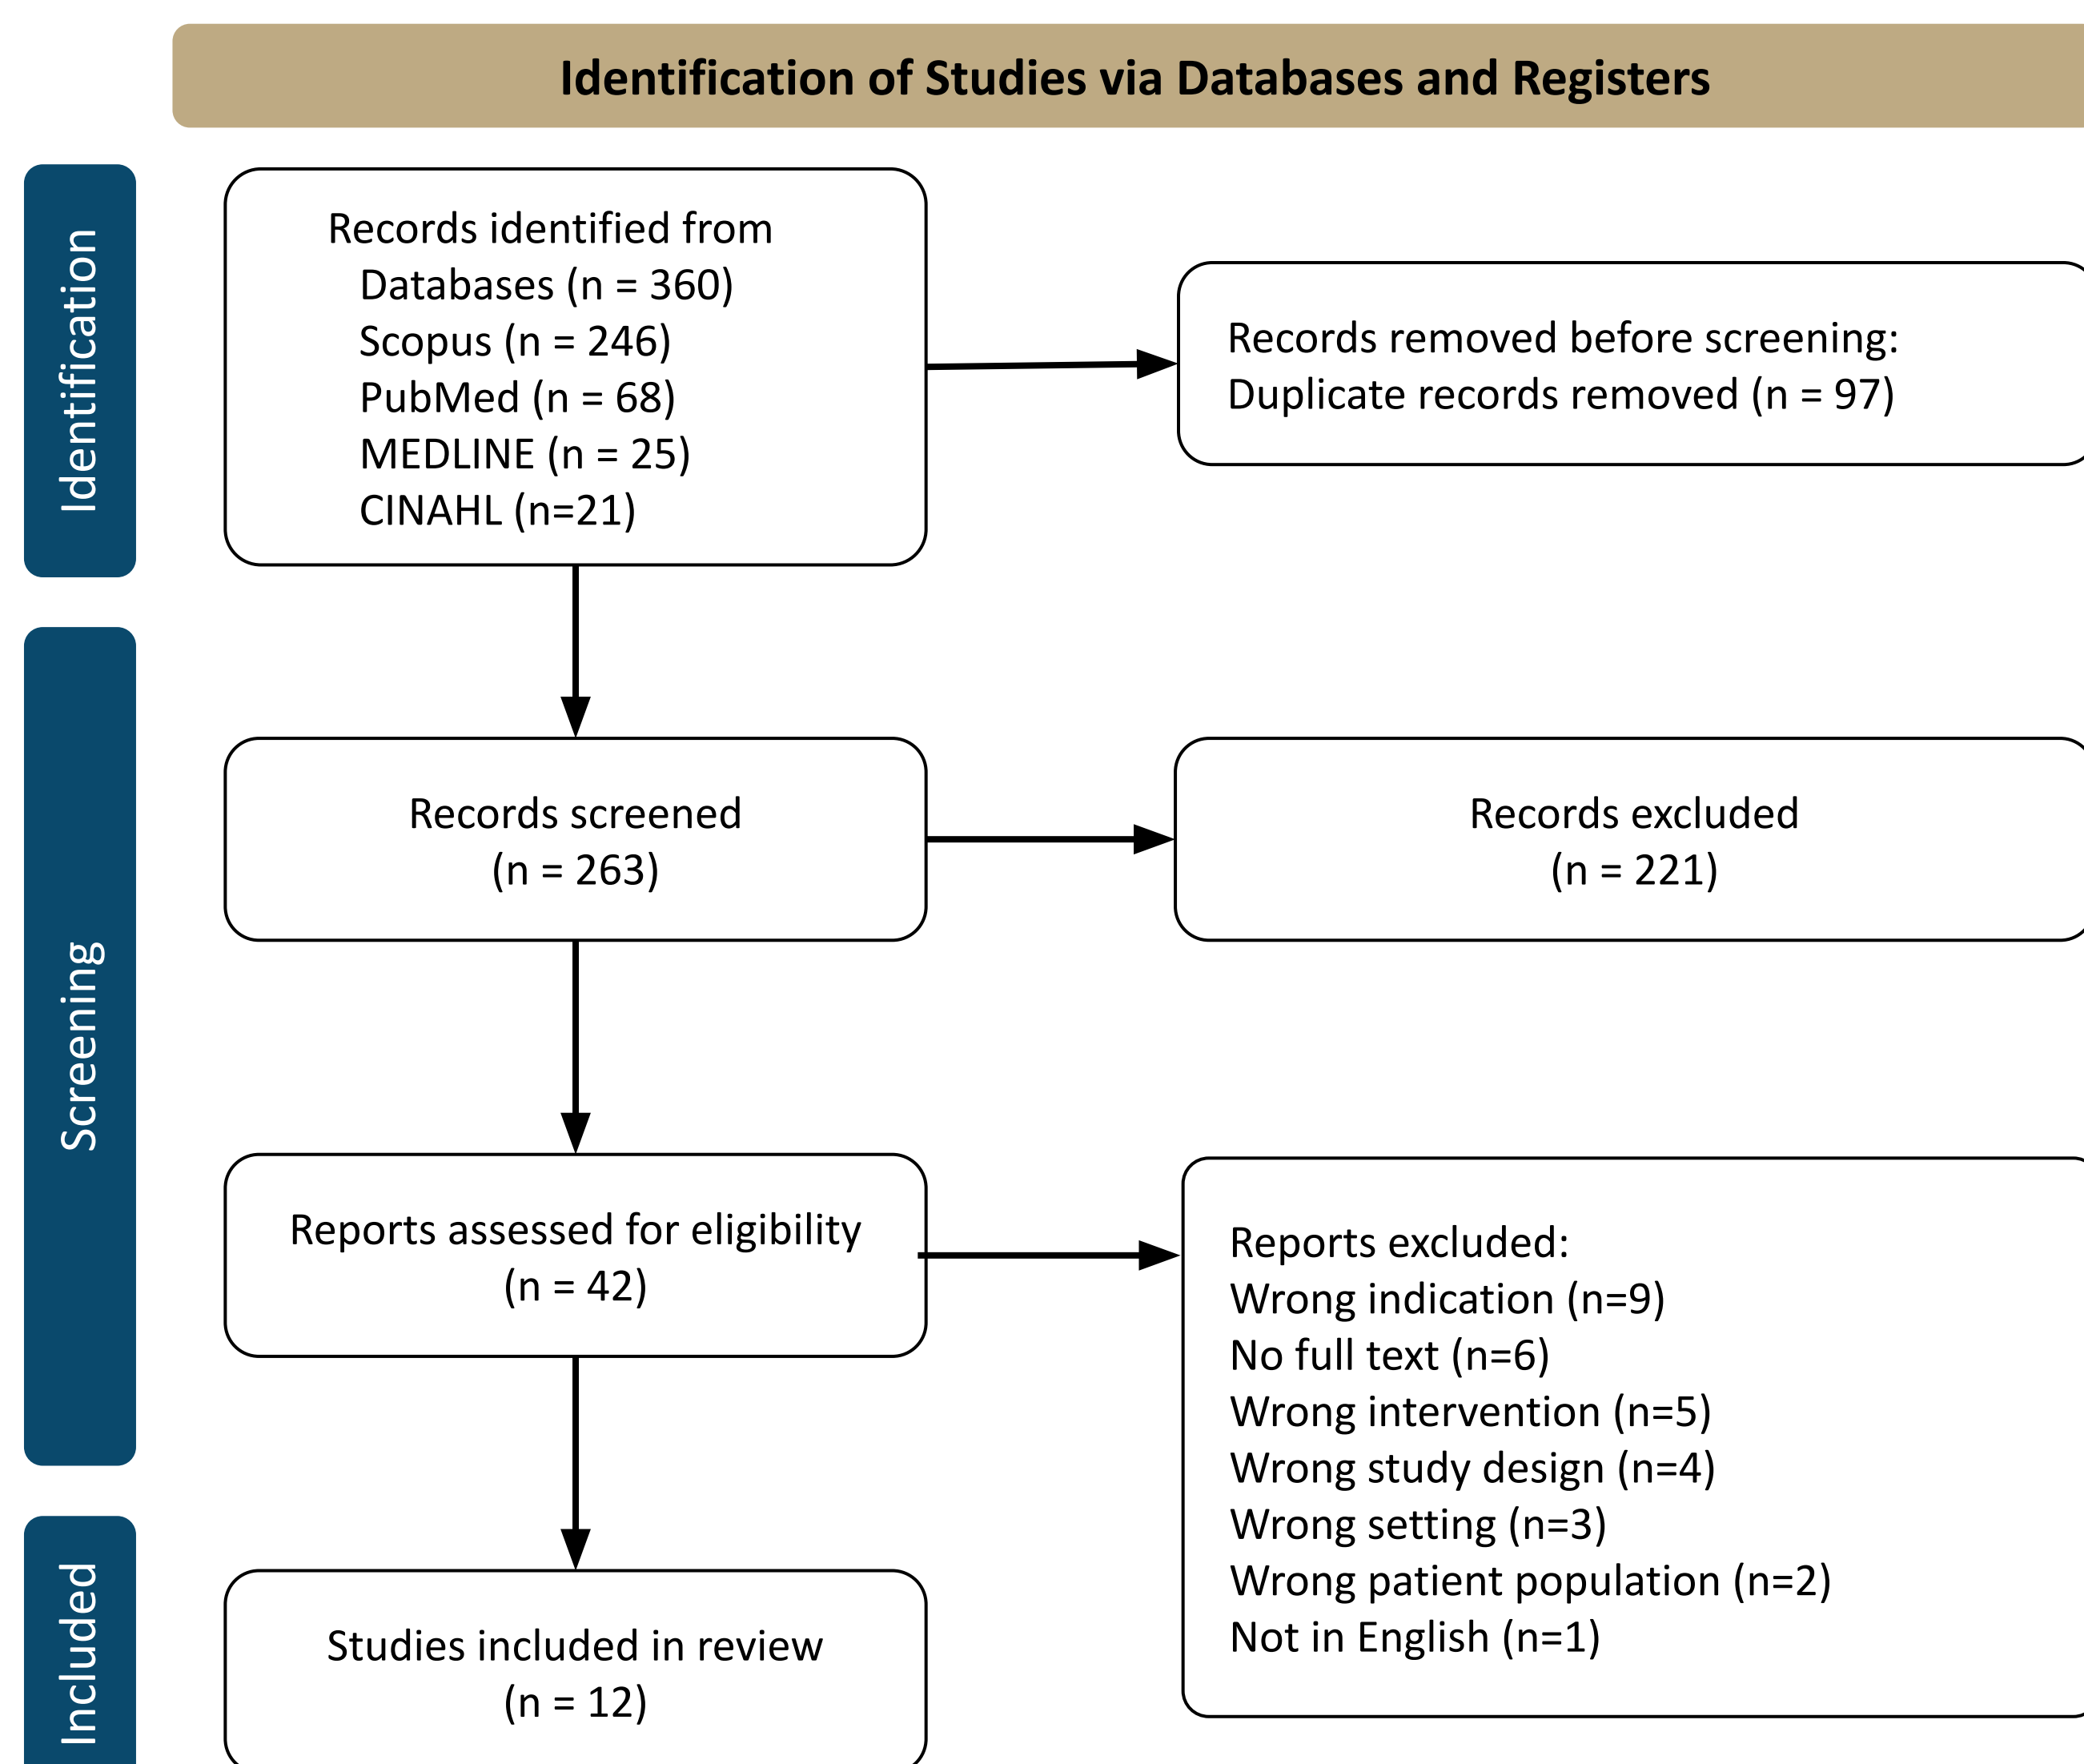 Identification of Studies via Databases and Registers
Identification
Records identified from
Databases (n = 360)
Scopus (n = 246)
PubMed (n = 68)
MEDLINE (n = 25)
CINAHL (n=21)
Records removed before screening:
Duplicate records removed (n = 97)
Screening
Records screened
(n = 263)
Records excluded
(n = 221)
Reports assessed for eligibility
(n = 42)
Reports excluded:
Wrong indication (n=9)
No full text (n=6)
Wrong intervention (n=5)
Wrong study design (n=4)
Wrong setting (n=3)
Wrong patient population (n=2)
Not in English (n=1)
Included
Studies included in review
(n = 12)